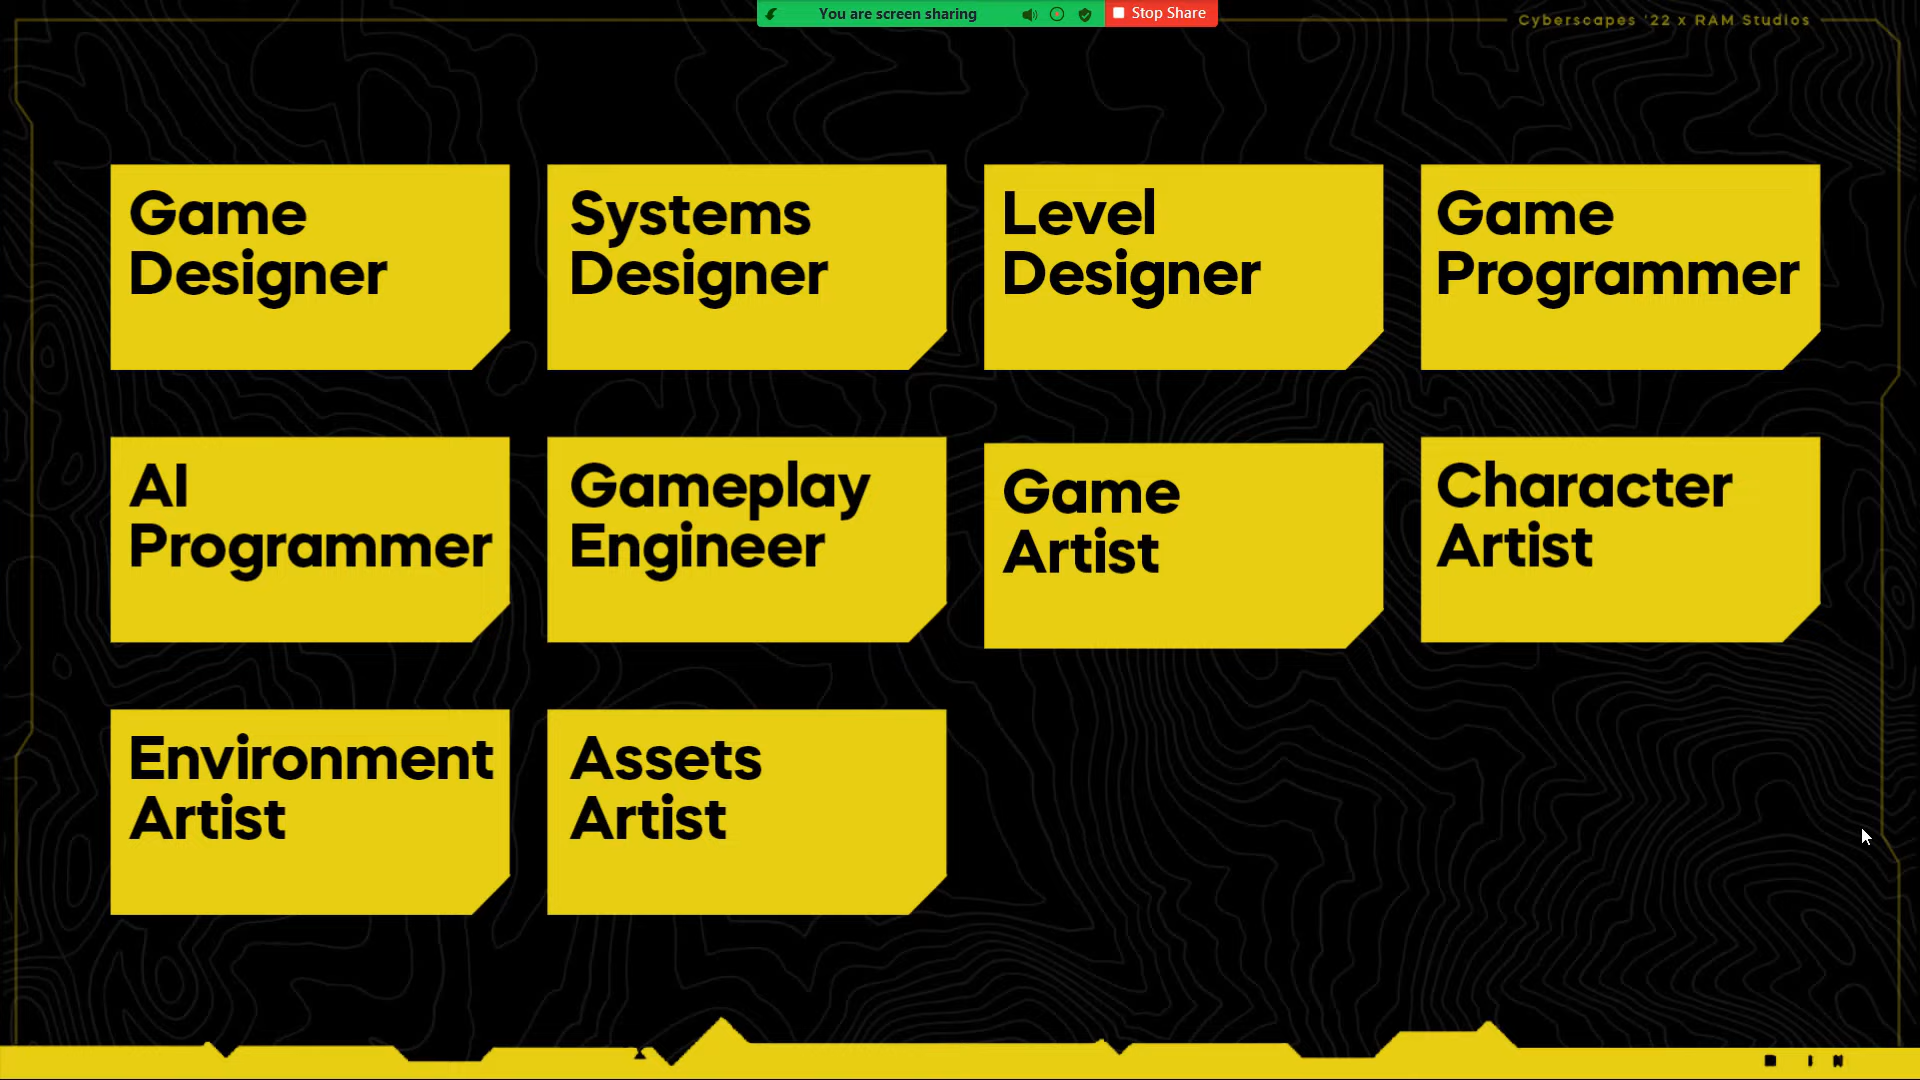 You are screen sharing
Stop Share
Cyberscapes '22 x RAM Studios
Game
Designer
Systems
Designer
Level
Designer
Game
Programmer
AI
Programmer
Gameplay
Engineer
Game
Artist
Character
Artist
Environment
Artist
Assets
Artist